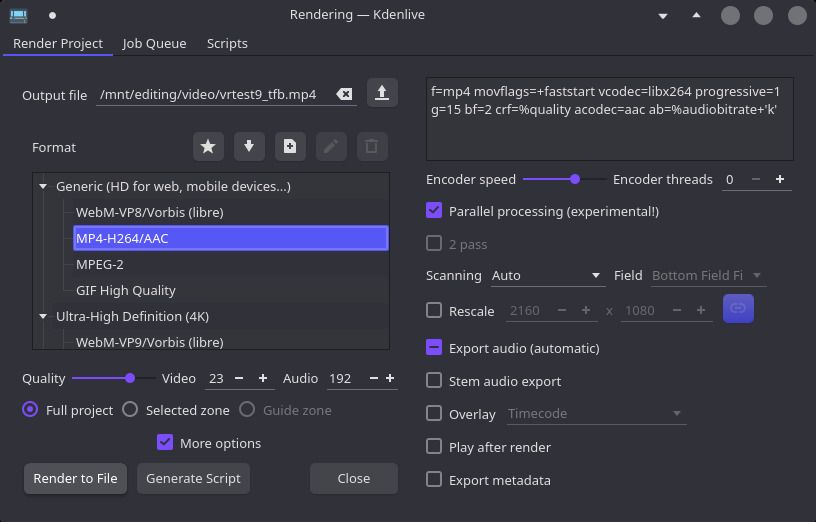 Rendering — Kdenlive
Render Project Job Queue Scripts
Output file /mnt/editing/video/vrtest9_tfb.mp4
Format
Generic (HD for web, mobile devices...)
WebM-VP8/Vorbis (libre)
MP4-H264/AAC
MPEG-2
GIF High Quality
Ultra-High Definition (4K)
WebM-VP9/Vorbis (libre)
Quality Video 23 − + Audio 192 − +
Full project Selected zone Guide zone
More options
Render to File Generate Script Close
f=mp4 movflags=+faststart vcodec=libx264 progressive=1
g=15 bf=2 crf=%quality acodec=aac ab=%audiobitrate+'k'
Encoder speed Encoder threads 0 − +
Parallel processing (experimental!)
2 pass
Scanning Auto Field Bottom Field Fi
Rescale 2160 − + x 1080 − +
Export audio (automatic)
Stem audio export
Overlay Timecode
Play after render
Export metadata